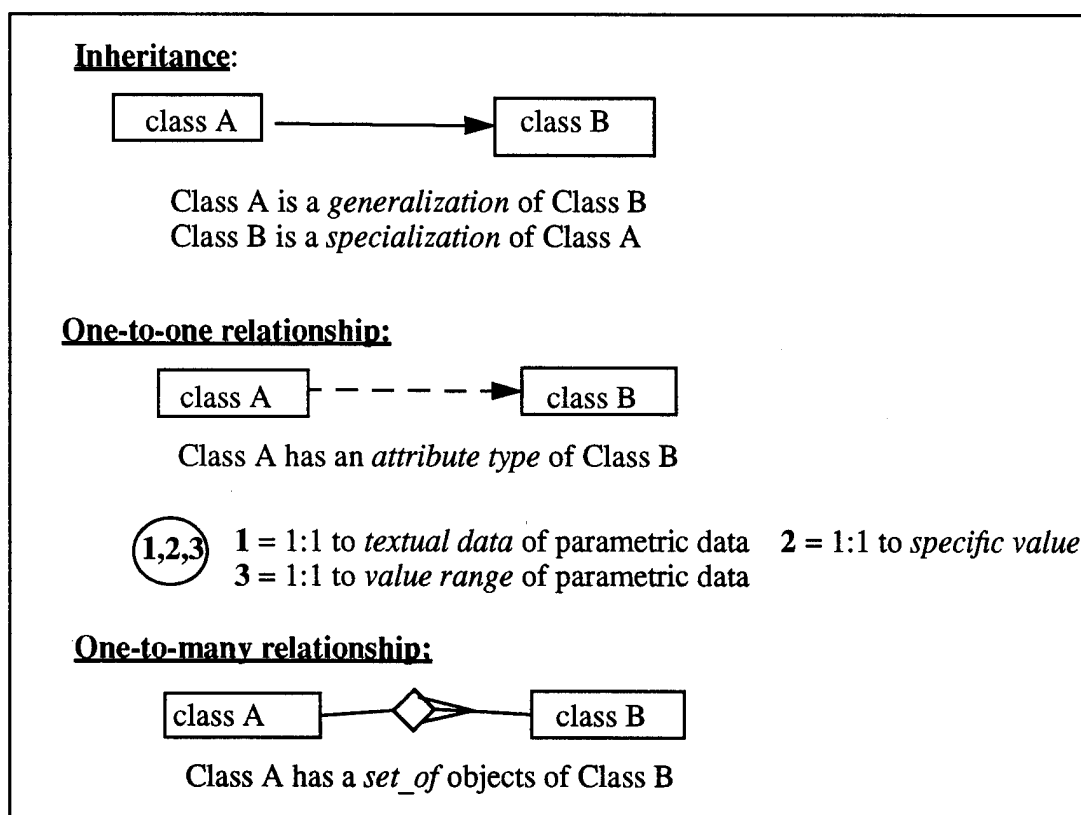 Inheritance:
class A class B
Class A is a generalization of Class B
Class B is a specialization of Class A
One-to-one relationship:
class A class B
Class A has an attribute type of Class B
1,2,3 1 = 1:1 to textual data of parametric data 2 = 1:1 to specific value
3 = 1:1 to value range of parametric data
One-to-many relationship:
class A class B
Class A has a set_of objects of Class B